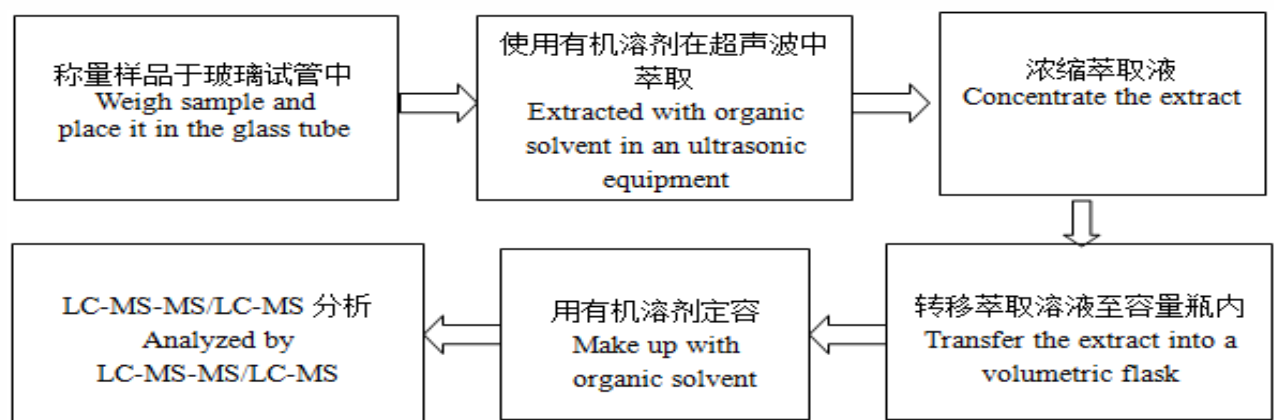 称量样品于玻璃试管中
Weigh sample and
place it in the glass tube
使用有机溶剂在超声波中
萃取
Extracted with organic
solvent in an ultrasonic
equipment
浓缩萃取液
Concentrate the extract
转移萃取溶液至容量瓶内
Transfer the extract into a
volumetric flask
用有机溶剂定容
Make up with
organic solvent
LC-MS-MS/LC-MS 分析
Analyzed by
LC-MS-MS/LC-MS